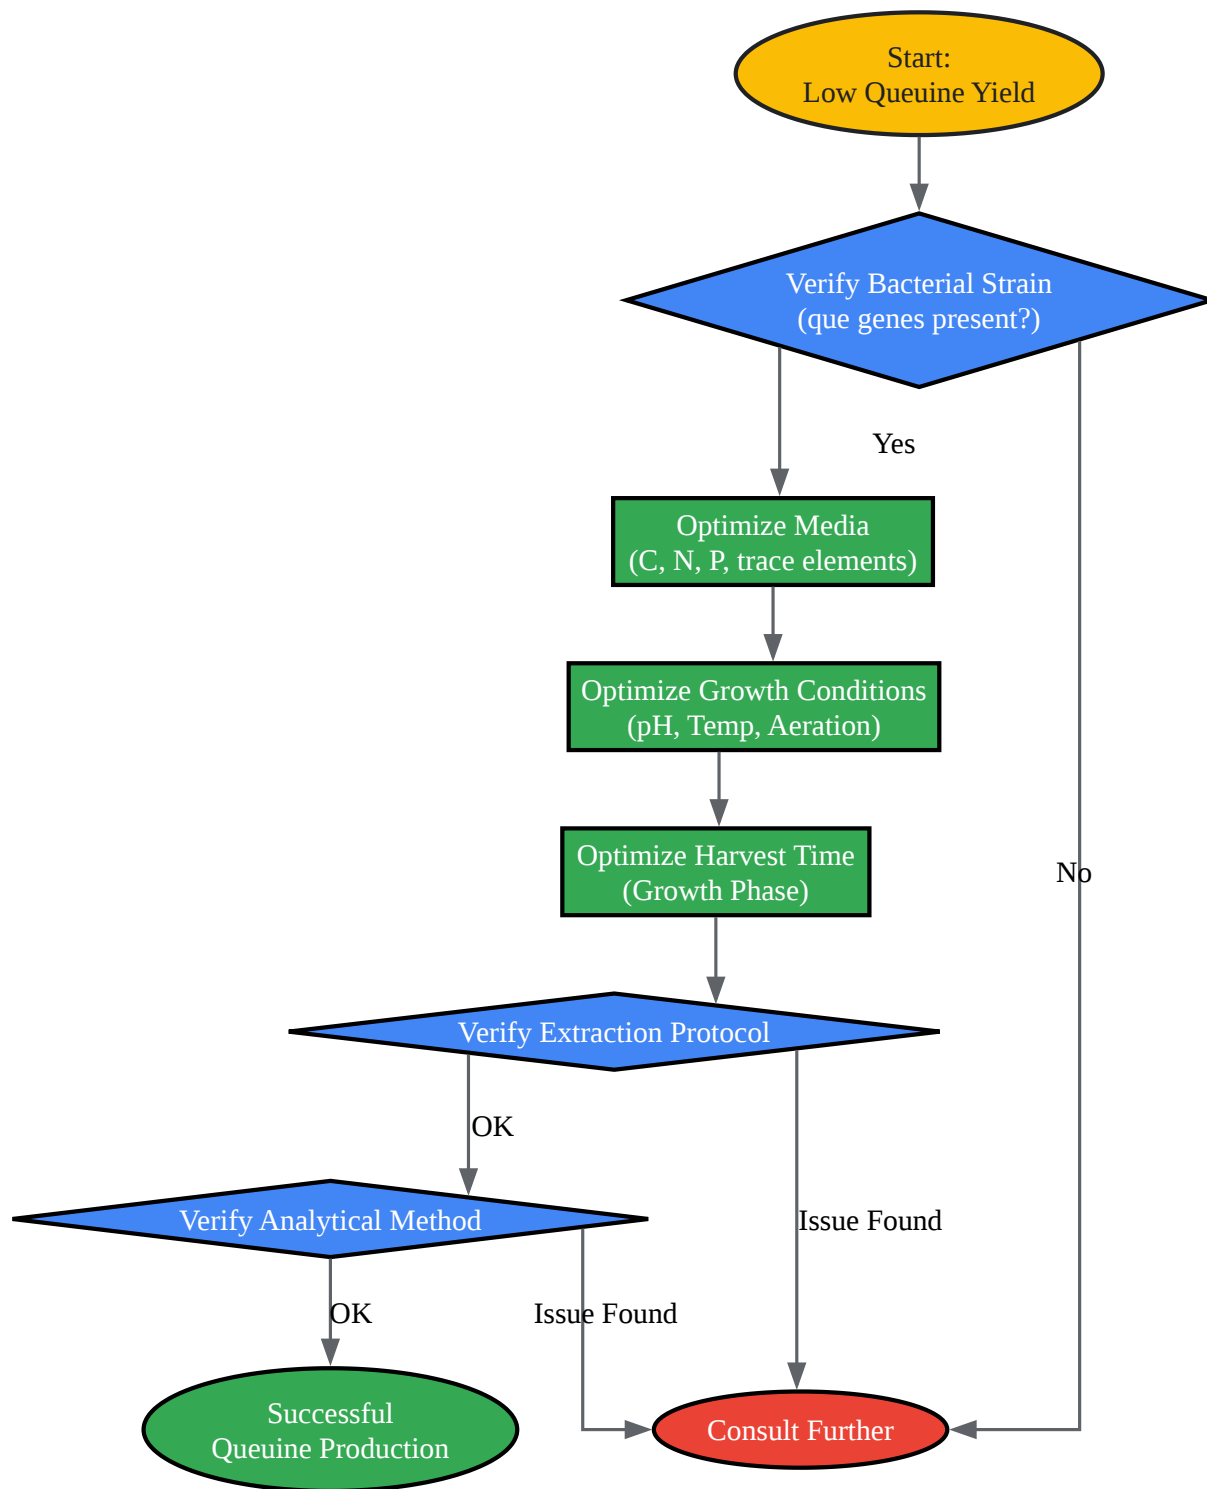 Start:
Low Queuine Yield
Verify Bacterial Strain
(que genes present?)
Yes
Optimize Media
(C, N, P, trace elements)
Optimize Growth Conditions
(pH, Temp, Aeration)
Optimize Harvest Time
(Growth Phase)
No
Verify Extraction Protocol
OK
Verify Analytical Method
Issue Found
OK
Issue Found
Successful
Queuine Production
Consult Further